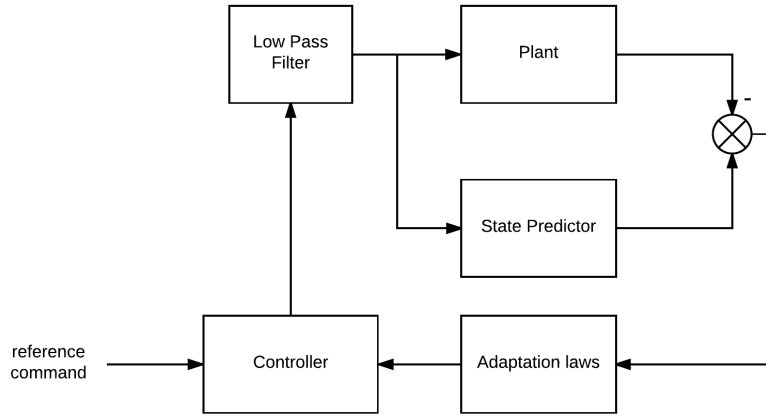 Low Pass
Filter
Plant
-
State Predictor
reference
command
Controller
Adaptation laws